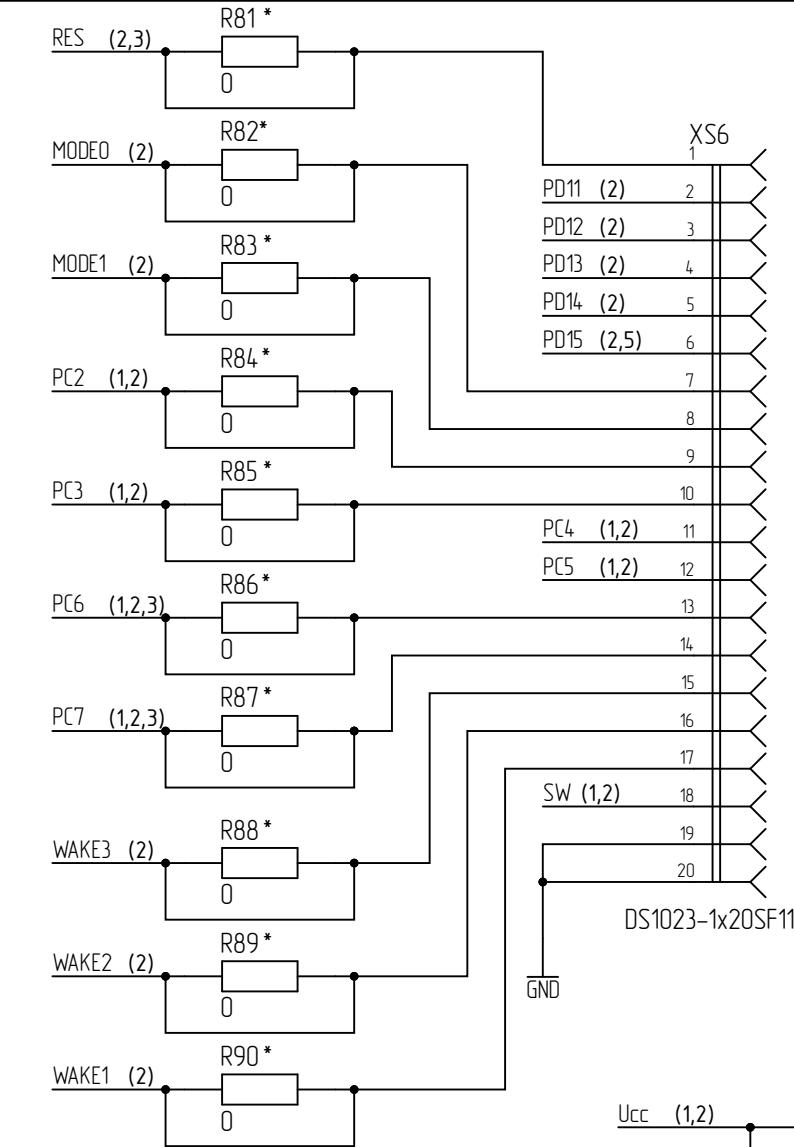 R81 *
RES (2,3)
0
R82*
MODE0 (2)
0
R83 *
MODE1 (2)
0
R84*
PC2 (1,2)
0
R85*
PC3 (1,2)
0
R86*
PC6 (1,2,3)
0
R87 *
PC7 (1,2,3)
0
R88*
WAKE3 (2)
0
R89*
WAKE2 (2)
0
R90 *
WAKE1 (2)
0
XS6
1
PD11 (2) 2
PD12 (2) 3
PD13 (2) 4
PD14 (2) 5
PD15 (2,5) 6
7
8
9
10
PC4 (1,2) 11
PC5 (1,2) 12
13
14
15
16
17
SW (1,2) 18
19
20
DS1023-1x20SF11
GND
Ucc (1,2)